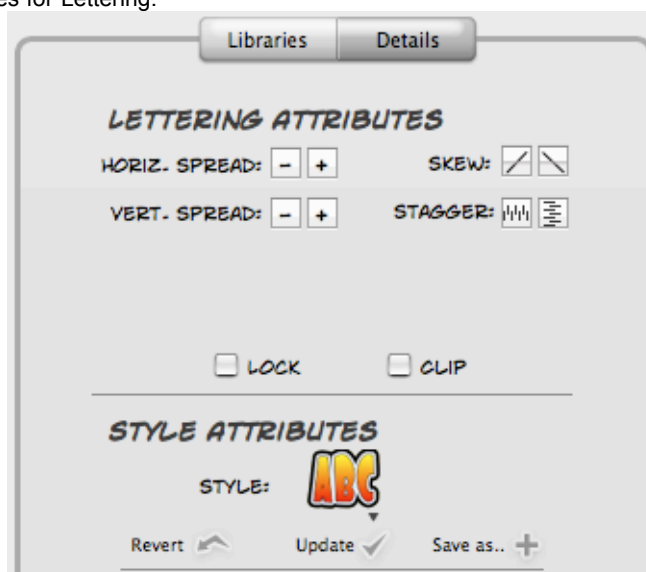 es for Lettering.
Libraries Details
LETTERING ATTRIBUTES
HORIZ. SPREAD: - + SKEW:
VERT. SPREAD: - + STAGGER:
LOCK CLIP
STYLE ATTRIBUTES
STYLE: ABC
Revert Update Save as.. +